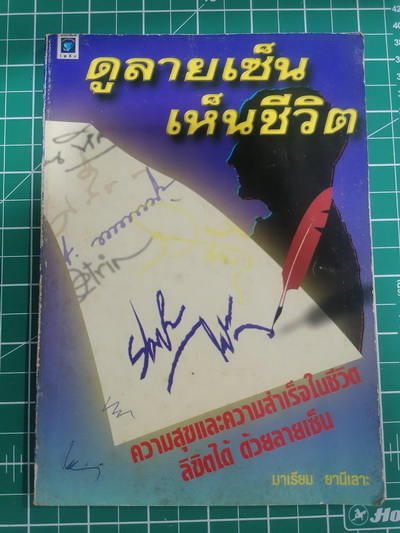 ดูลายเซ็น
เห็นชีวิต
ความสุขและความสำเร็จในชีวิต
ลิขิตได้ ด้วยลายเซ็น
มาเรียม ยานีเลาะ